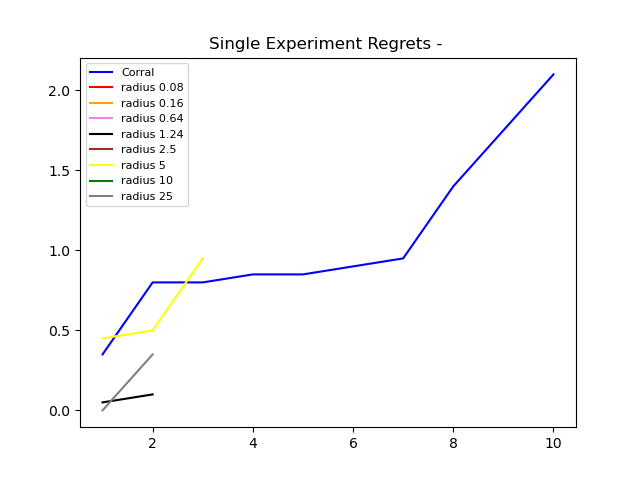 Single Experiment Regrets -
Corral
radius 0.08
radius 0.16
radius 0.64
radius 1.24
radius 2.5
radius 5
radius 10
radius 25
2.0
1.5
1.0
0.5
0.0
2 4 6 8 10